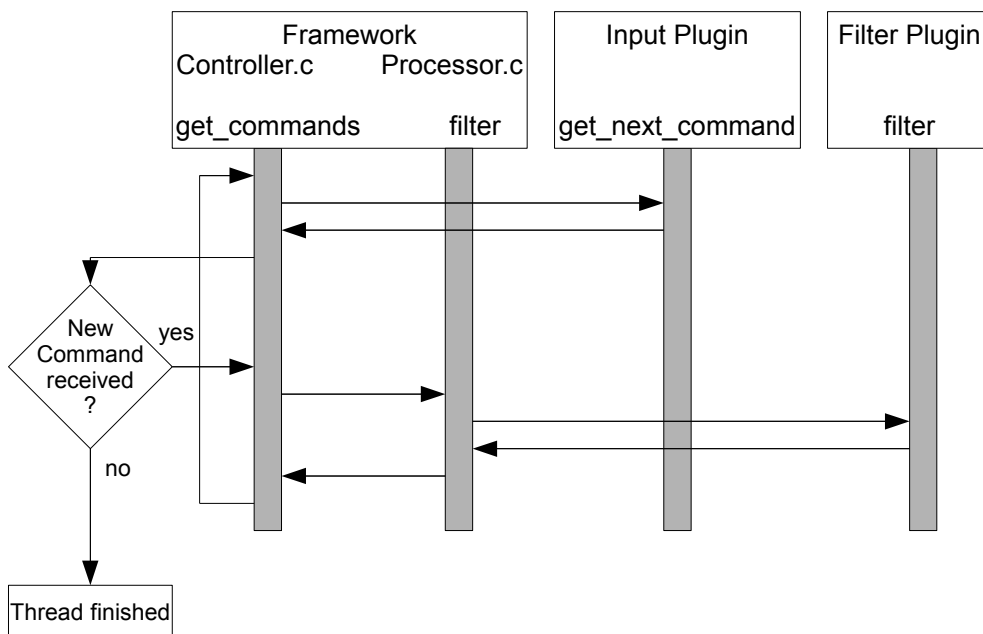 Framework
Controller.c Processor.c
get_commands filter
Input Plugin
get_next_command
Filter Plugin
filter
New
Command
received
?
yes
no
Thread finished